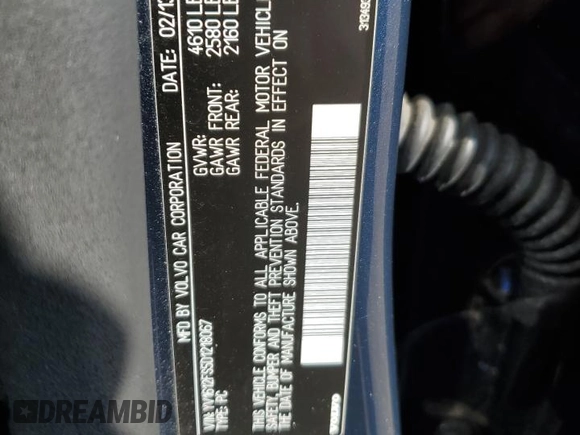 MFD BY VOLVO CAR CORPORATION DATE: 02/13
GVWR: 4610 LB
GAWR FRONT: 2580 LB
GAWR REAR: 2160 LB
THIS VEHICLE CONFORMS TO ALL APPLICABLE FEDERAL MOTOR VEHICLE
SAFETY, BUMPER AND THEFT PREVENTION STANDARDS IN EFFECT ON
THE DATE OF MANUFACTURE SHOWN ABOVE.
TYPE: PC
DREAMBID